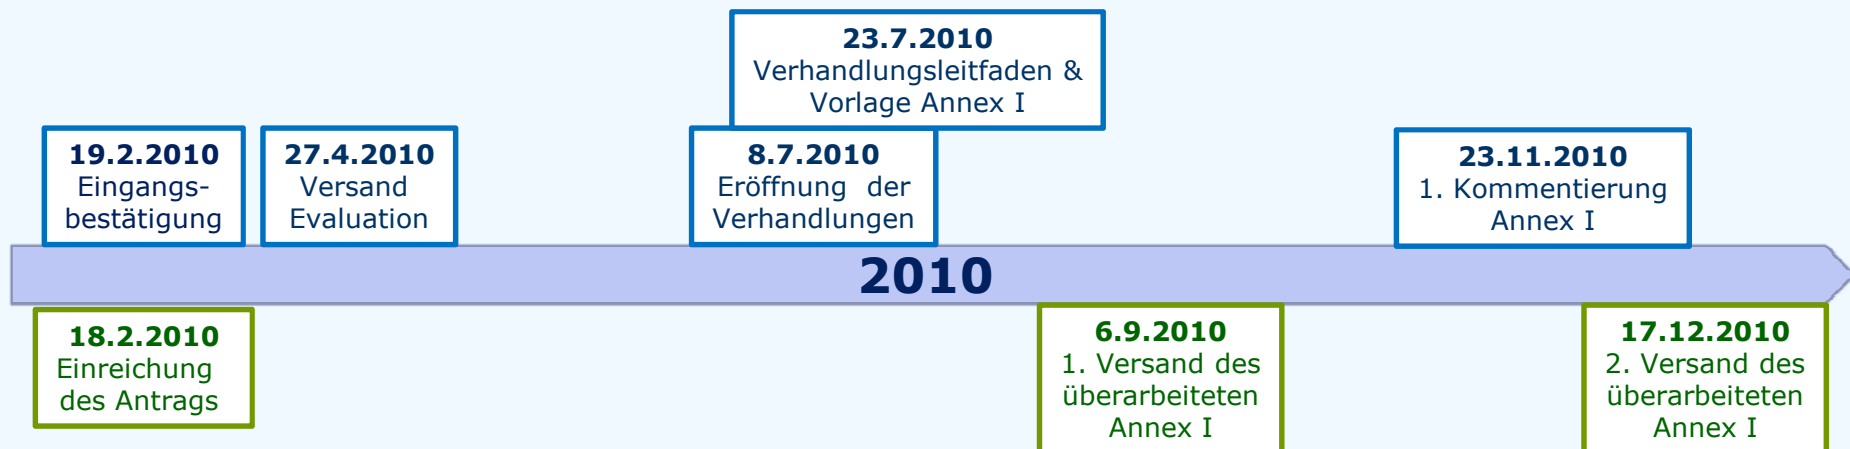 23.7.2010
Verhandlungsleitfaden &
Vorlage Annex I
19.2.2010
Eingangs-
bestätigung
27.4.2010
Versand
Evaluation
8.7.2010
Eröffnung der
Verhandlungen
23.11.2010
1. Kommentierung
Annex I
2010
18.2.2010
Einreichung
des Antrags
6.9.2010
1. Versand des
überarbeiteten
Annex I
17.12.2010
2. Versand des
überarbeiteten
Annex I